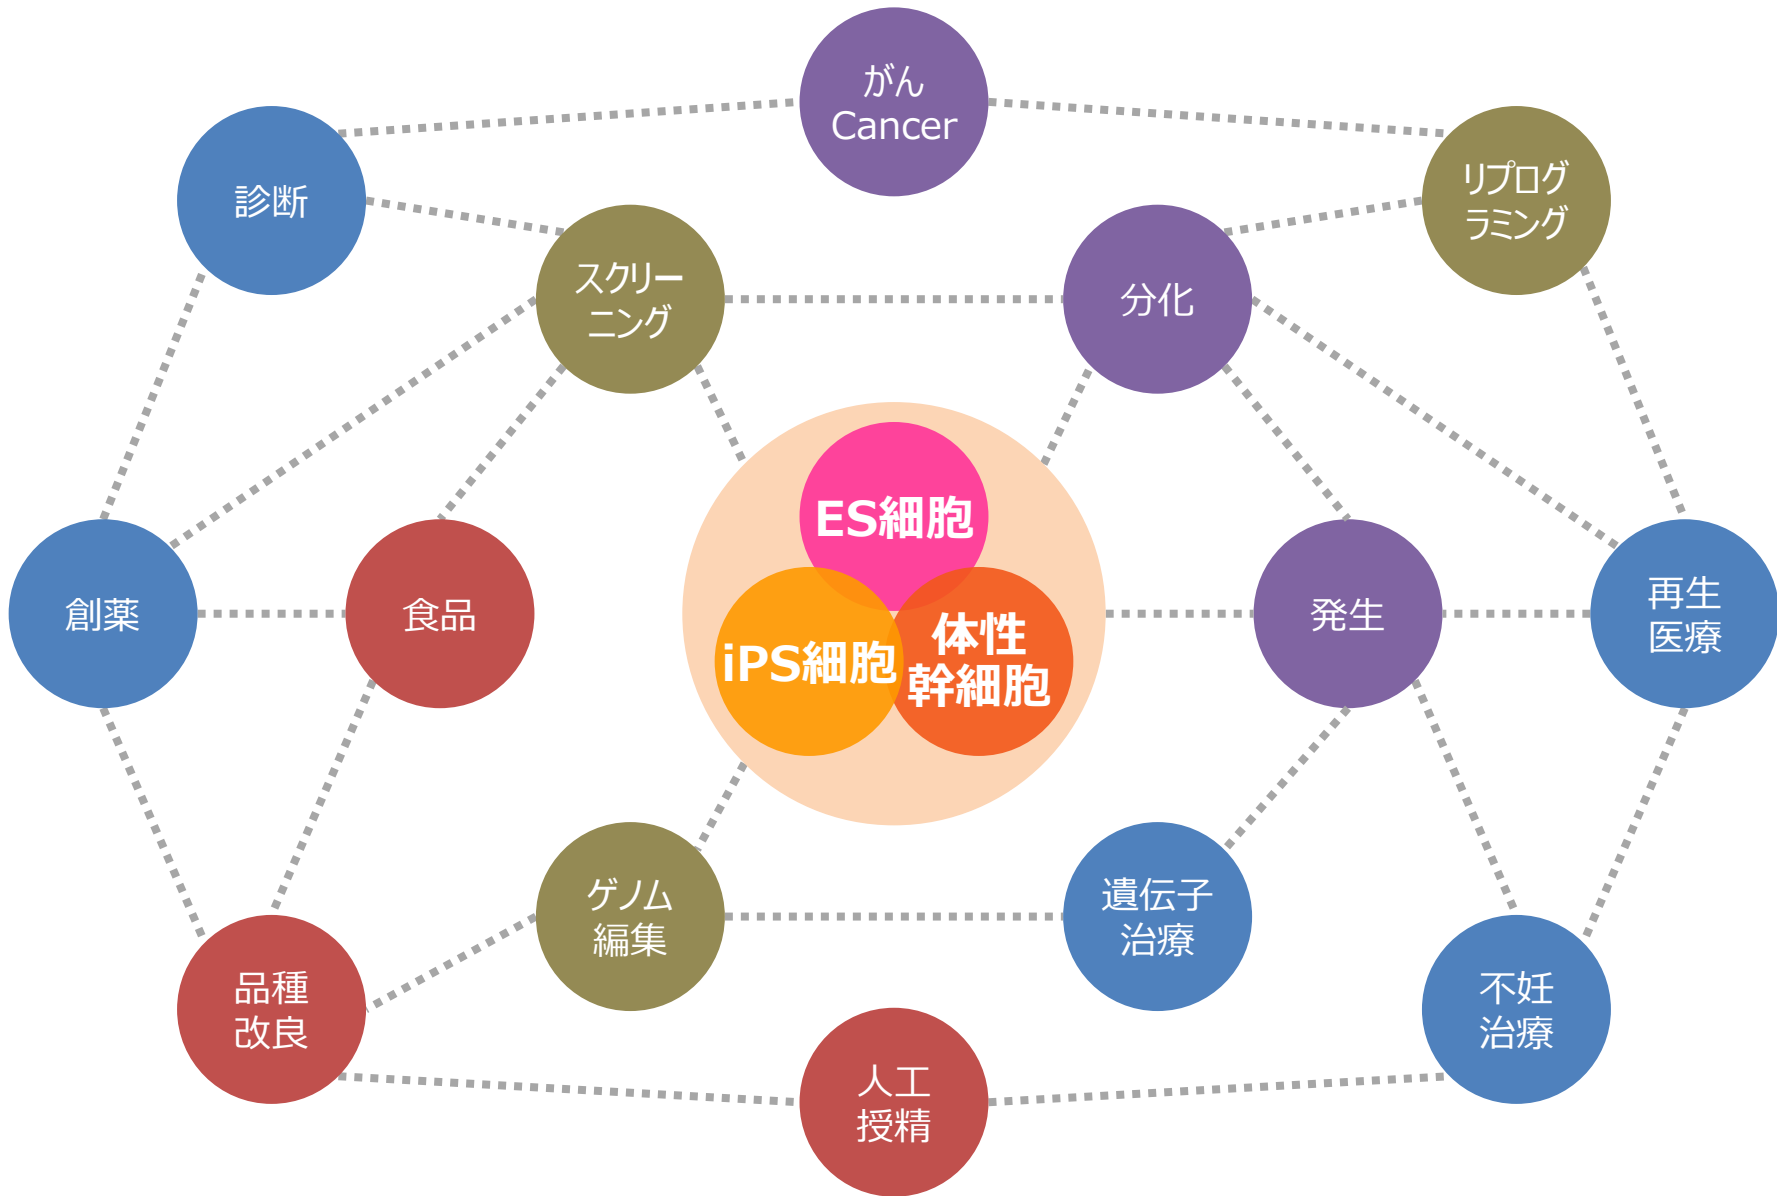 がん
Cancer
診断
リプログ
ラミング
スクリー
ニング
分化
ES細胞
iPS細胞
体性
幹細胞
創薬
食品
発生
再生
医療
ゲノム
編集
遺伝子
治療
品種
改良
不妊
治療
人工
授精